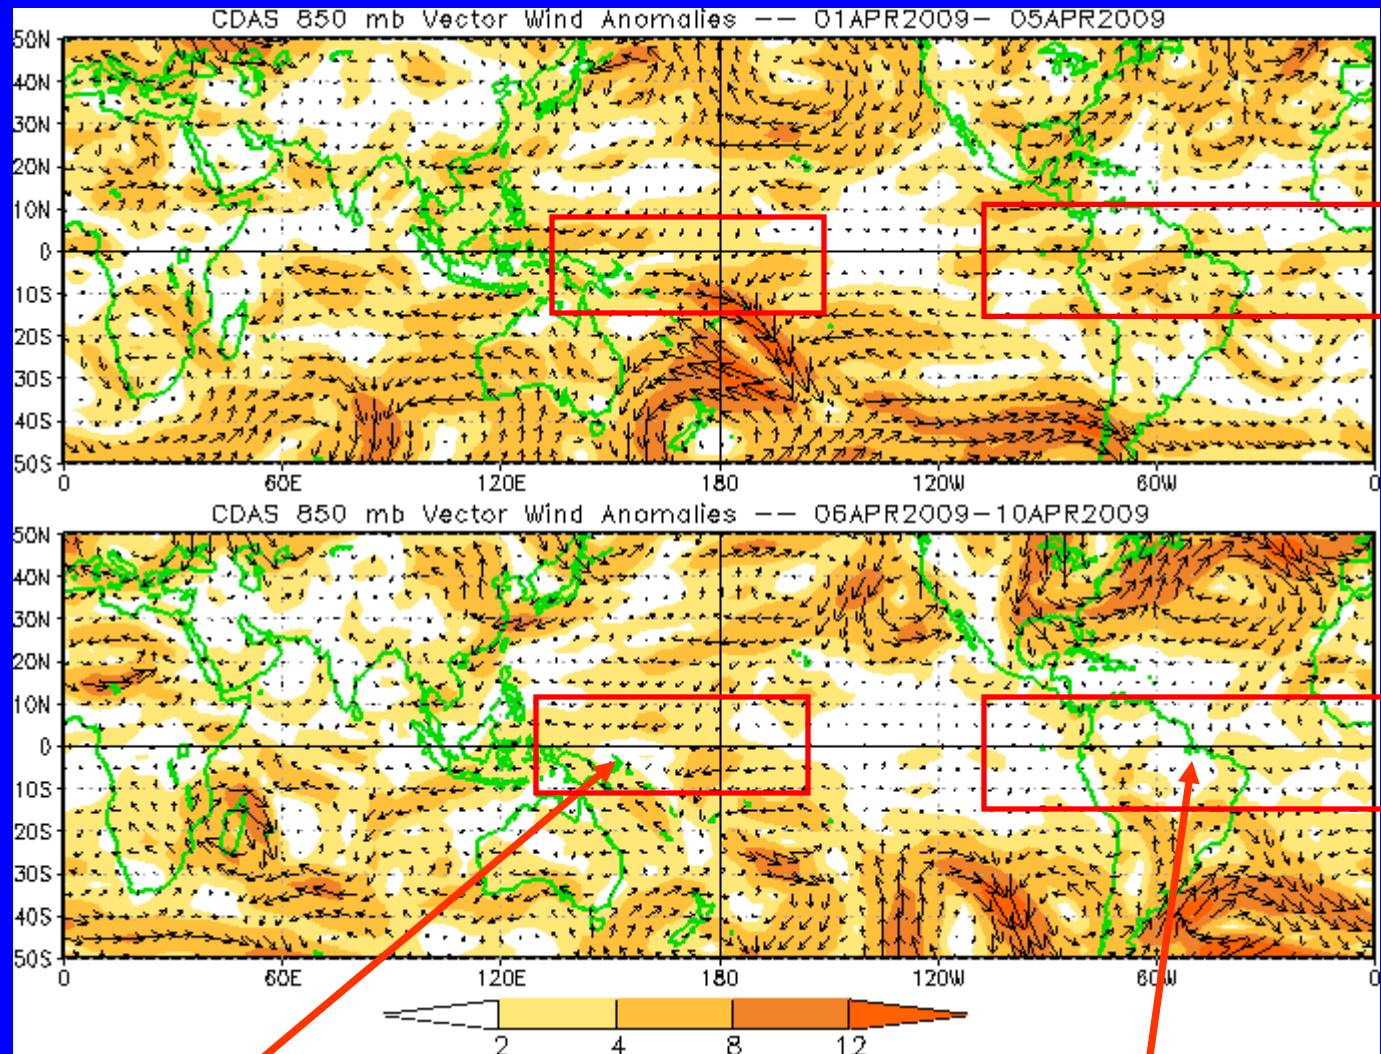 CDAS 850 mb Vector Wind Anomalies -- 01APR2009- 05APR2009
50N
40N
30N
20N
10N
0
10S
20S
30S
40S
50S
0 60E 120E 180 120W 60W 0
CDAS 850 mb Vector Wind Anomalies -- 06APR2009-10APR2009
50N
40N
30N
20N
10N
0
10S
20S
30S
40S
50S
0 60E 120E 180 120W 60W 0
2 4 8 12